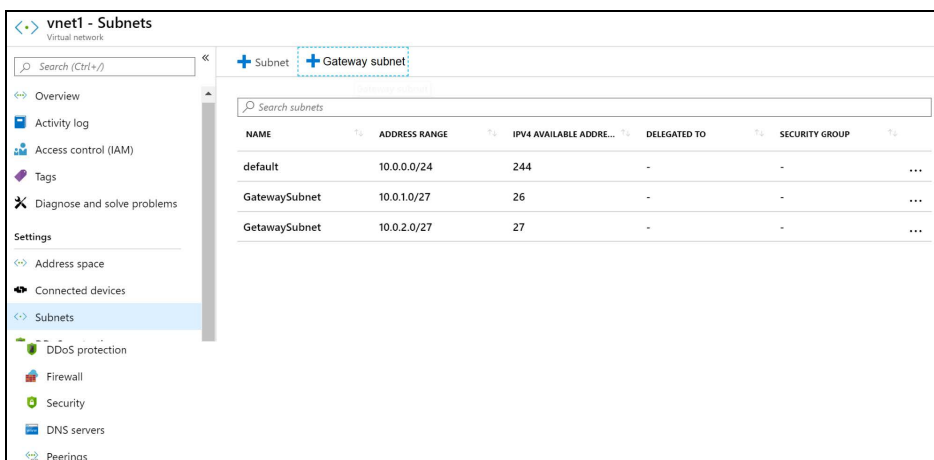 vnet1 - Subnets
Virtual network
Search (Ctrl+/)
«
Overview
Activity log
Access control (IAM)
Tags
Diagnose and solve problems
Settings
Address space
Connected devices
Subnets
DDoS protection
Firewall
Security
DNS servers
Peerings
+ Subnet + Gateway subnet
Search subnets
NAME ADDRESS RANGE IPV4 AVAILABLE ADDRE... DELEGATED TO SECURITY GROUP
default 10.0.0.0/24 244 - - ...
GatewaySubnet 10.0.1.0/27 26 - - ...
GetawaySubnet 10.0.2.0/27 27 - - ...